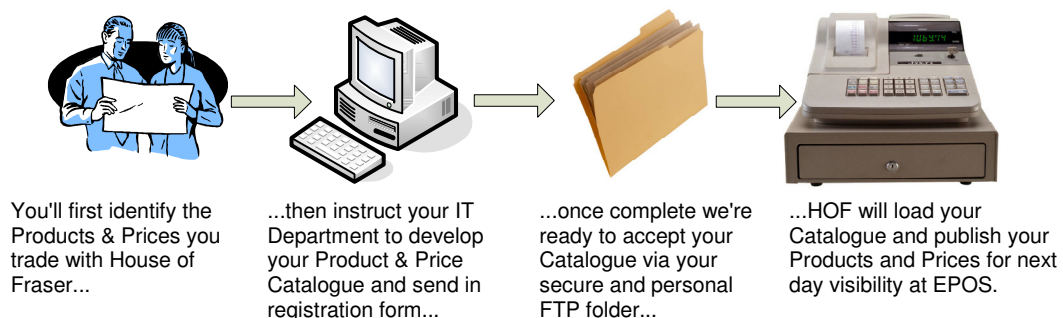 You'll first identify the
Products & Prices you
trade with House of
Fraser...
...then instruct your IT
Department to develop
your Product & Price
Catalogue and send in
registration form...
...once complete we're
ready to accept your
Catalogue via your
secure and personal
FTP folder...
...HOF will load your
Catalogue and publish your
Products and Prices for next
day visibility at EPOS.